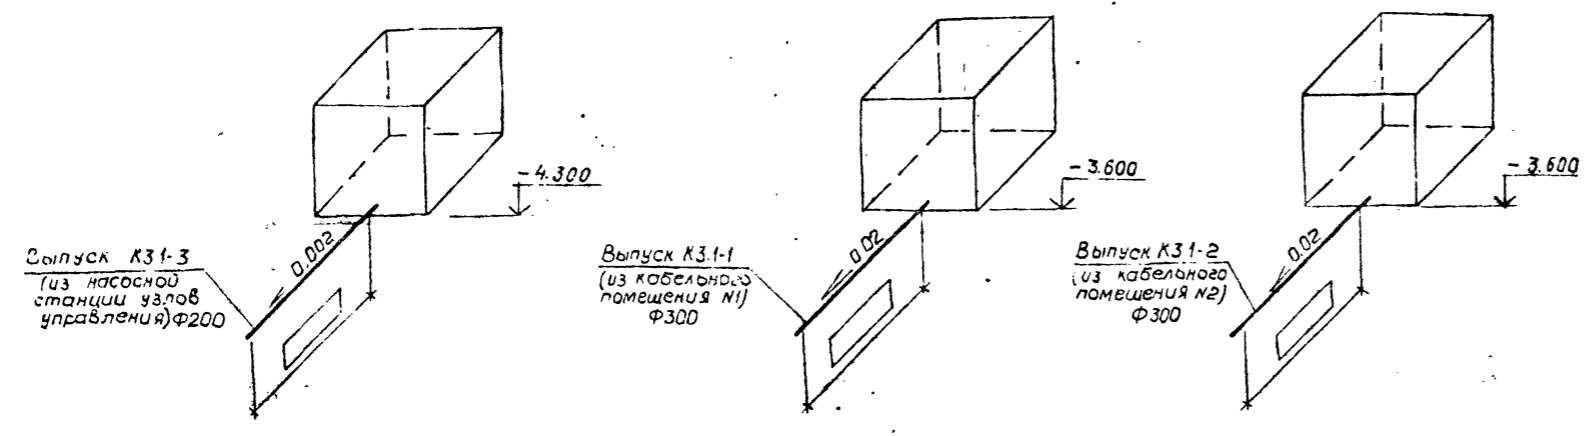 -4.300
0.002
Выпуск К3.1-3
(из насосной
станции узлов
управления)Ф200
-3.600
0.02
Выпуск К3.1-1
(из кабельного
помещения N1)
Ф300
-3.600
0.02
Выпуск К3.1-2
(из кабельного
помещения N2)
Ф300